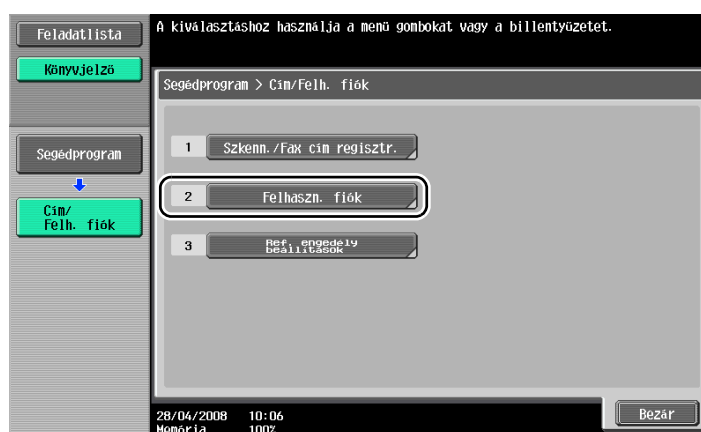 Feladatlista
A kiválasztáshoz használja a menü gombokat vagy a billentyűzetet.
Könyvjelző
Segédprogram > Cím/Felh. fiók
1 Szkenn./Fax cím regisztr.
Segédprogram
2 Felhaszn. fiók
Cím/
Felh. fiók
3 Ref. engedély
beállítások
28/04/2008 10:06
Memória 100%
Bezár